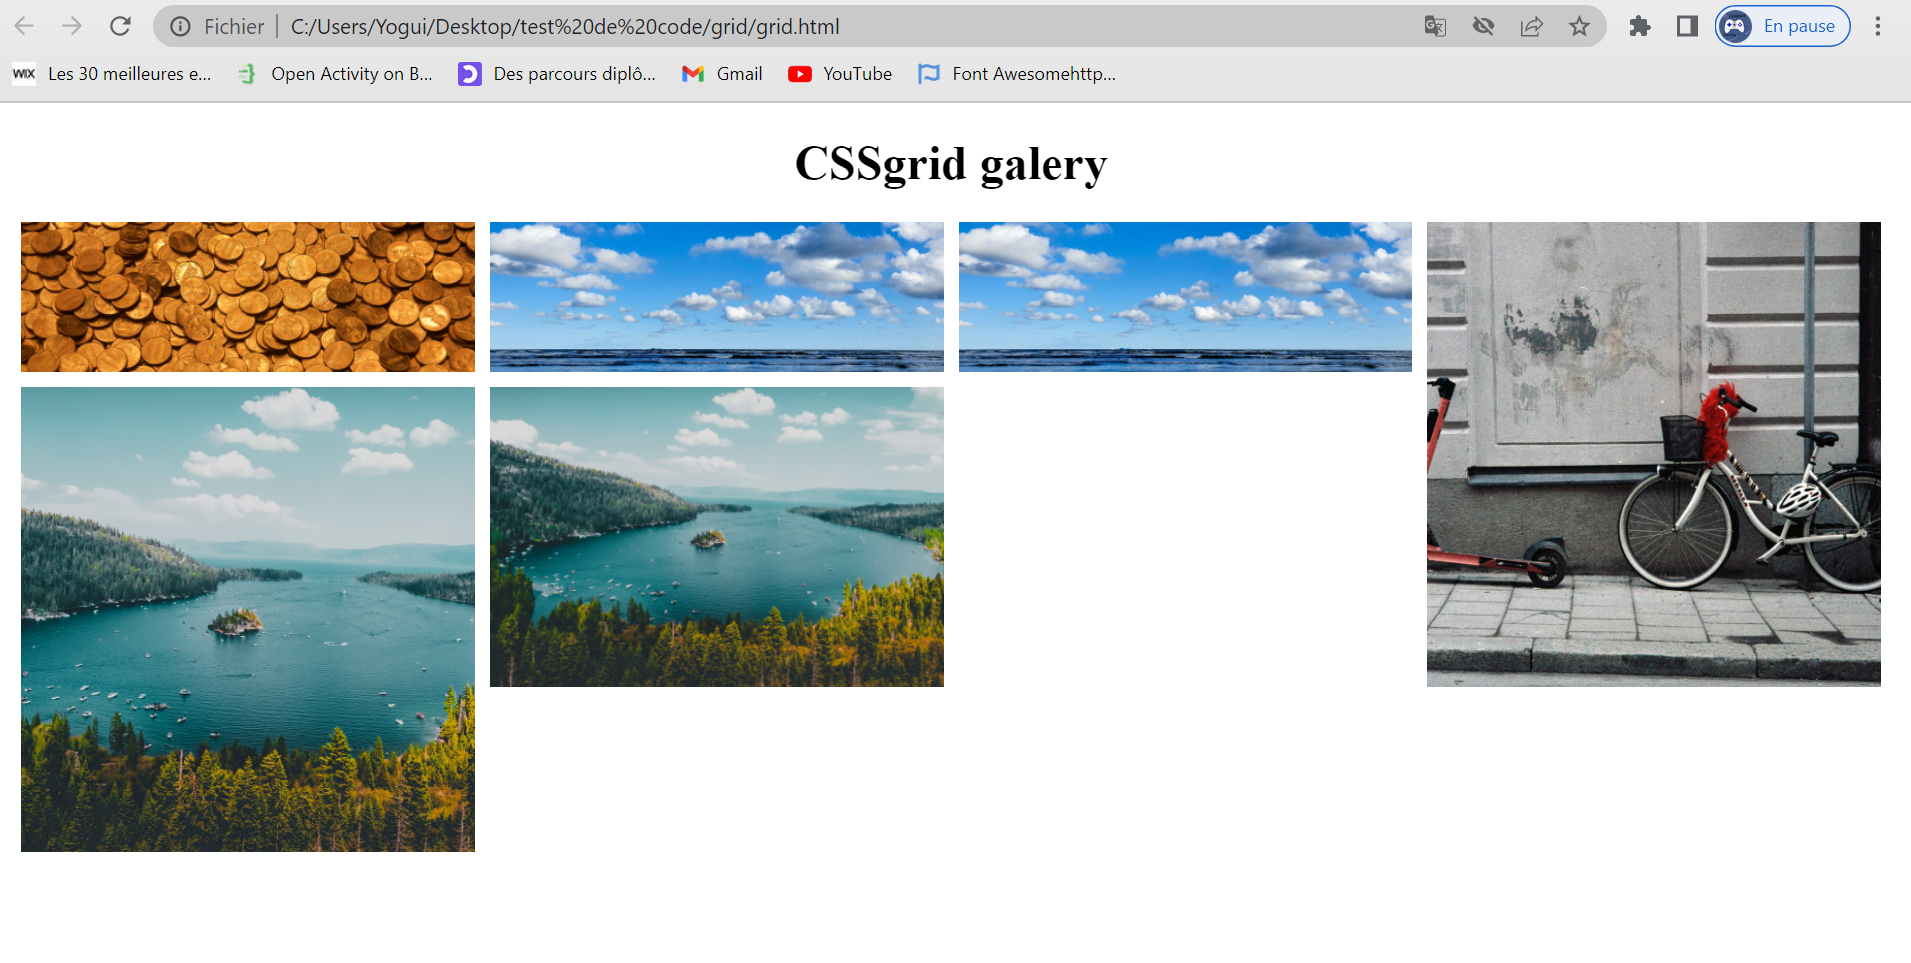 Fichier | C:/Users/Yogui/Desktop/test%20de%20code/grid/grid.html
En pause
WIX Les 30 meilleures e...
Open Activity on B...
Des parcours diplô...
Gmail
YouTube
Font Awesomehttp...
CSSgrid galery